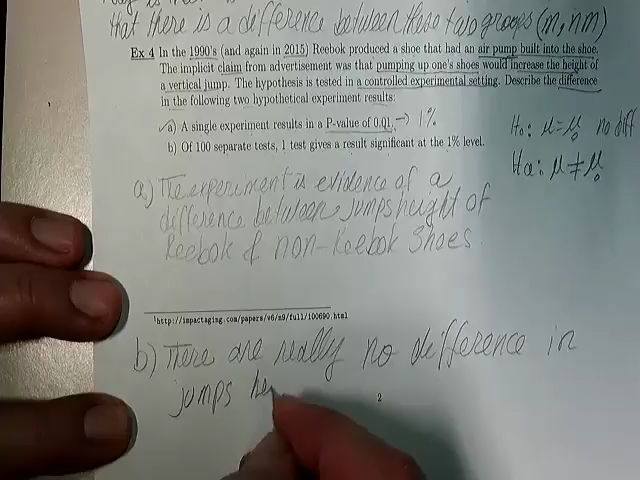 that there is a difference between these two groups (m, nm)
Ex 4 In the 1990's (and again in 2015) Reebok produced a shoe that had an air pump built into the shoe.
The implicit claim from advertisement was that pumping up one's shoes would increase the height of
a vertical jump. The hypothesis is tested in a controlled experimental setting. Describe the difference
in the following two hypothetical experiment results:
a) A single experiment results in a P-value of 0.01. → 1%
b) Of 100 separate tests, 1 test gives a result significant at the 1% level.
H₀: μ = μ₀ no diff
Ha: μ ≠ μ₀
a) The experiment is evidence of a
difference between jumps height of
Reebok & non-Reebok shoes
¹http://impactaging.com/papers/v6/n9/full/100690.html
b) There are really no difference in
jumps he
2